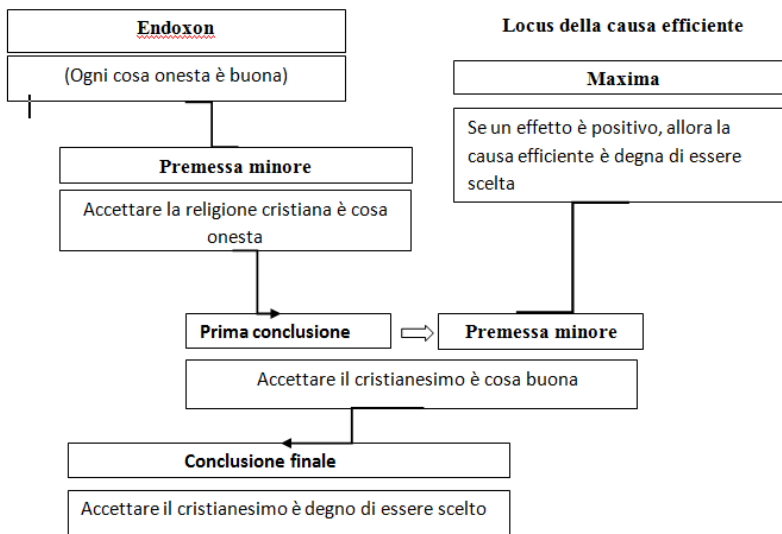 Endoxon
(Ogni cosa onesta è buona)
Locus della causa efficiente
Maxima
Se un effetto è positivo, allora la
causa efficiente è degna di essere
scelta
Premessa minore
Accettare la religione cristiana è cosa
onesta
Prima conclusione
Premessa minore
Accettare il cristianesimo è cosa buona
Conclusione finale
Accettare il cristianesimo è degno di essere scelto